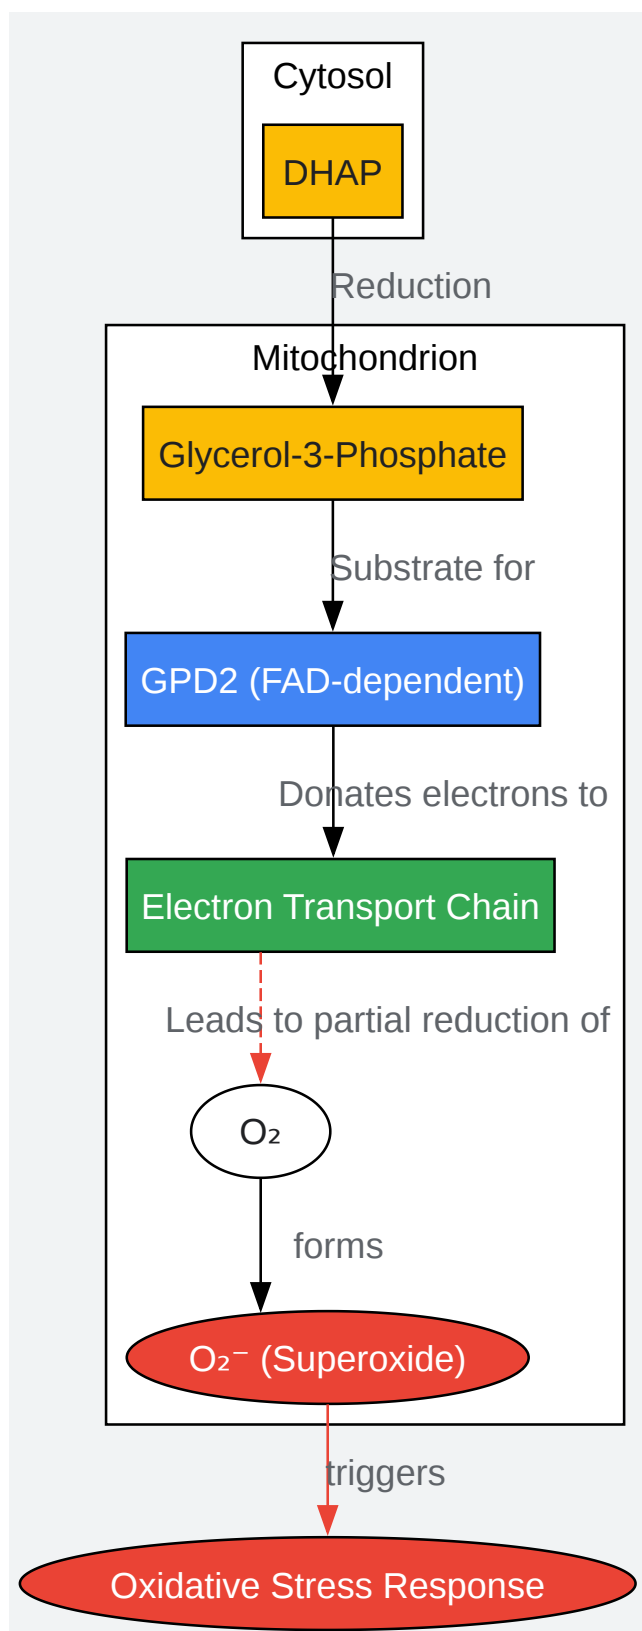 Cytosol
DHAP
Reduction
Mitochondrion
Glycerol-3-Phosphate
Substrate for
GPD2 (FAD-dependent)
Donates electrons to
Electron Transport Chain
Leads to partial reduction of
O₂
forms
O₂⁻ (Superoxide)
triggers
Oxidative Stress Response